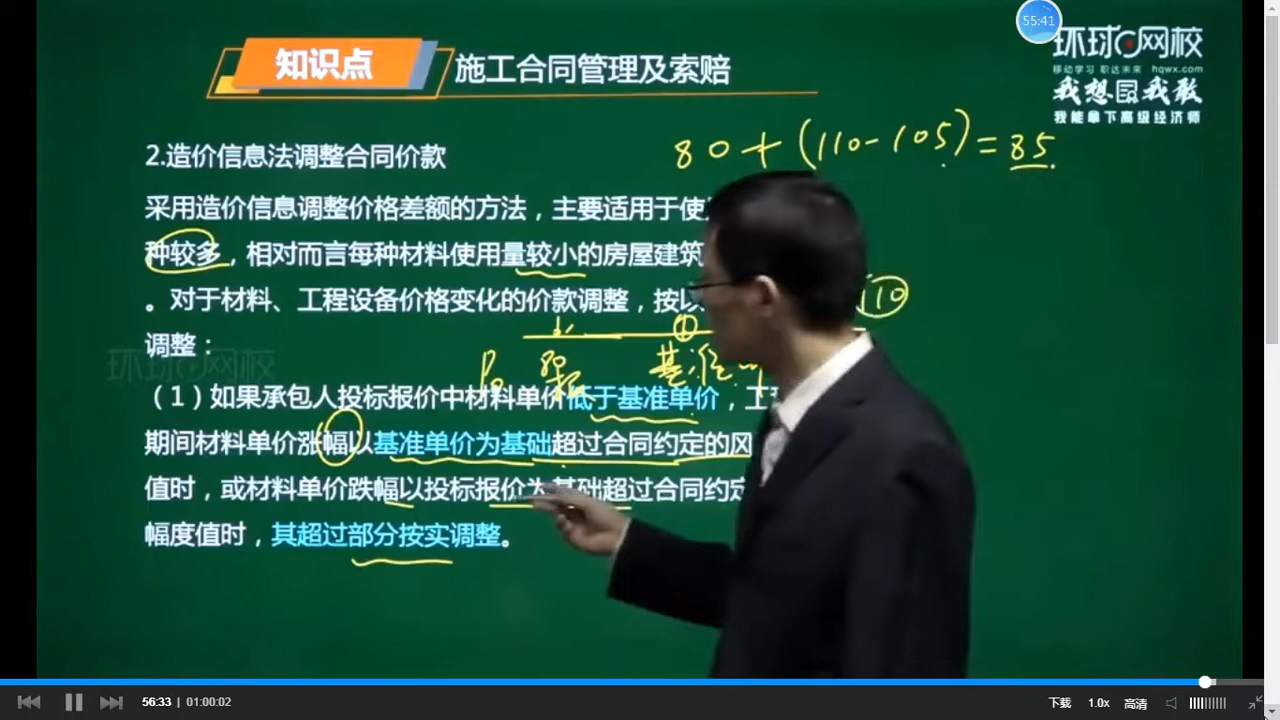 55:41
环球网校
移动学习 职达未来 hqwx.com
我想我敢
我能拿下高级经济师
知识点
施工合同管理及索赔
80+(110-105)=85.
2.造价信息法调整合同价款
采用造价信息调整价格差额的方法，主要适用于使
种较多，相对而言每种材料使用量较小的房屋建筑
。对于材料、工程设备价格变化的价款调整，按以
110
调整：
环球网校
P0 80 基准
（1）如果承包人投标报价中材料单价低于基准单价，工
期间材料单价涨幅以基准单价为基础超过合同约定的风
值时，或材料单价跌幅以投标报价为基础超过合同约定
幅度值时，其超过部分按实调整。
56:33 | 01:00:02
下载 1.0x 高清